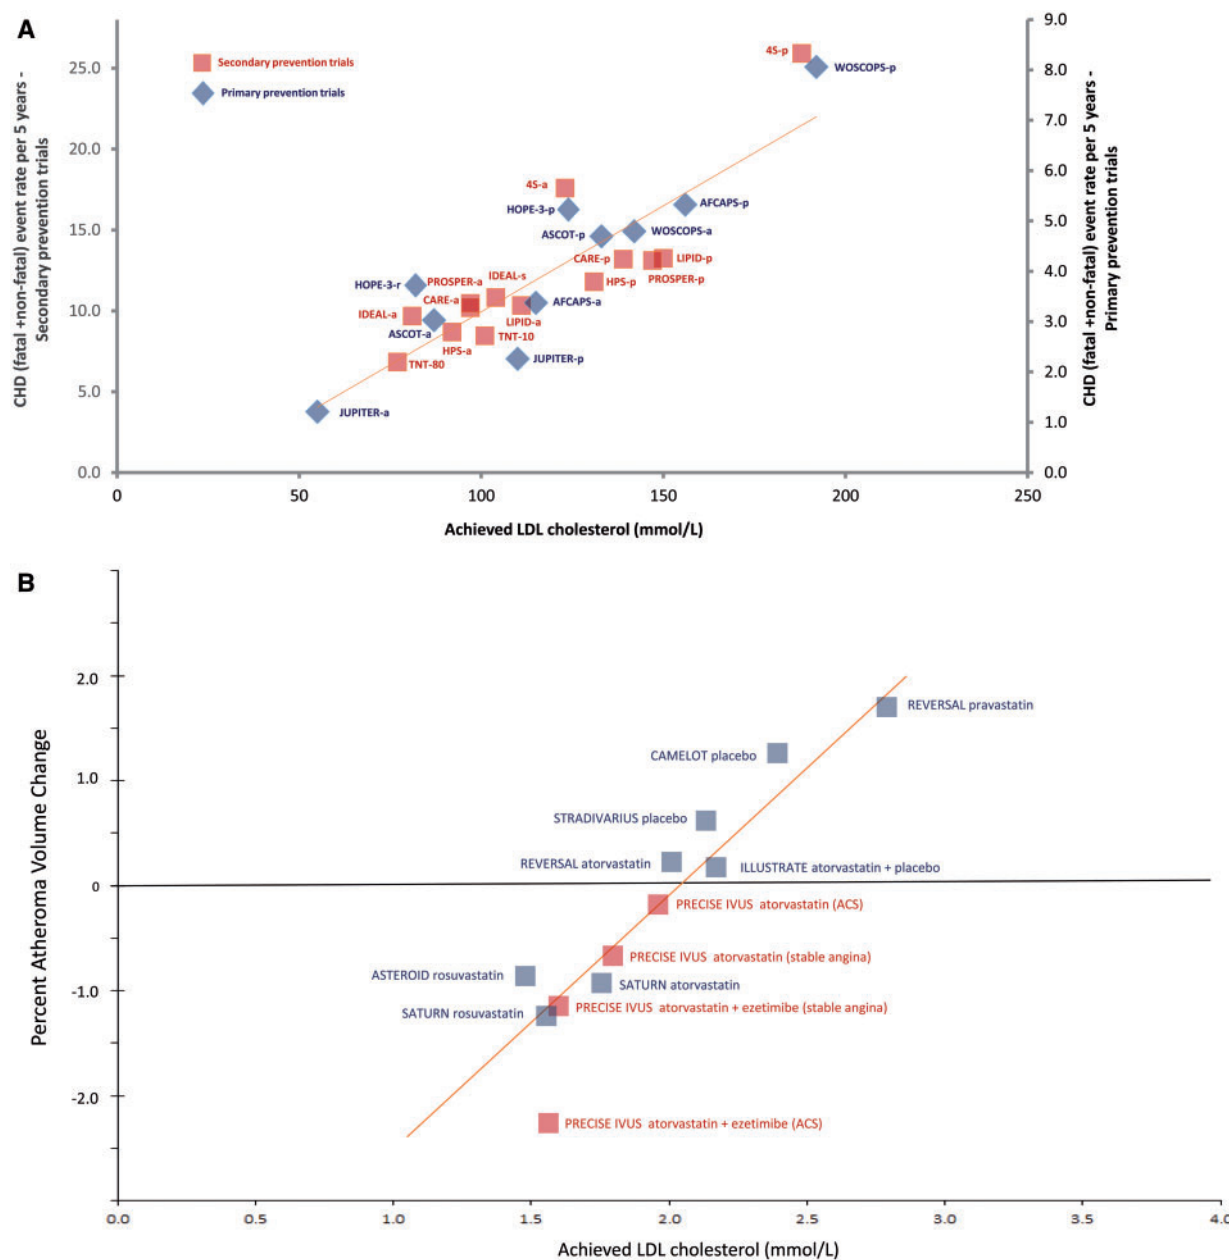 A
CHD (fatal +non-fatal) event rate per 5 years -
Secondary prevention trials
CHD (fatal +non-fatal) event rate per 5 years -
Primary prevention trials
25.0
20.0
15.0
10.0
5.0
0.0
9.0
8.0
7.0
6.0
5.0
4.0
3.0
2.0
1.0
0.0
Secondary prevention trials
Primary prevention trials
4S-p
WOSCOPS-p
4S-a
HOPE-3-p
AFCAPS-p
ASCOT-p
WOSCOPS-a
CARE-p
LIPID-p
HPS-p
PROSPER-p
HOPE-3-r
PROSPER-a
IDEAL-s
CARE-a
AFCAPS-a
IDEAL-a
LIPID-a
ASCOT-a
TNT-10
HPS-a
JUPITER-p
TNT-80
JUPITER-a
0
50
100
150
200
250
Achieved LDL cholesterol (mmol/L)
B
Percent Atheroma Volume Change
2.0
1.0
0
-1.0
-2.0
REVERSAL pravastatin
CAMELOT placebo
STRADIVARIUS placebo
REVERSAL atorvastatin
ILLUSTRATE atorvastatin + placebo
PRECISE IVUS atorvastatin (ACS)
PRECISE IVUS atorvastatin (stable angina)
ASTEROID rosuvastatin
SATURN atorvastatin
PRECISE IVUS atorvastatin + ezetimibe (stable angina)
SATURN rosuvastatin
PRECISE IVUS atorvastatin + ezetimibe (ACS)
0.0
0.5
1.0
1.5
2.0
2.5
3.0
3.5
4.0
Achieved LDL cholesterol (mmol/L)